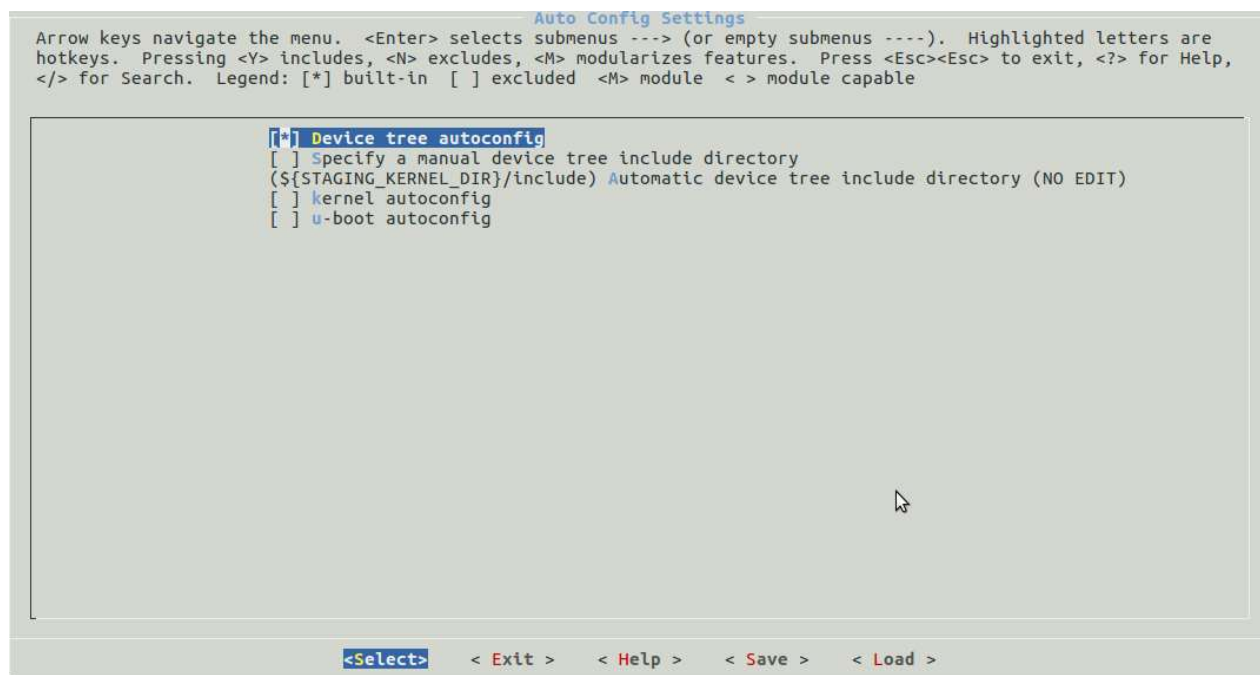 Auto Config Settings
Arrow keys navigate the menu.  <Enter> selects submenus ---> (or empty submenus ----).  Highlighted letters are
hotkeys.  Pressing <Y> includes, <N> excludes, <M> modularizes features.  Press <Esc><Esc> to exit, <?> for Help,
</> for Search.  Legend: [*] built-in  [ ] excluded  <M> module  < > module capable
[*] Device tree autoconfig
[ ] Specify a manual device tree include directory
(${STAGING_KERNEL_DIR}/include) Automatic device tree include directory (NO EDIT)
[ ] kernel autoconfig
[ ] u-boot autoconfig
<Select>    < Exit >    < Help >    < Save >    < Load >